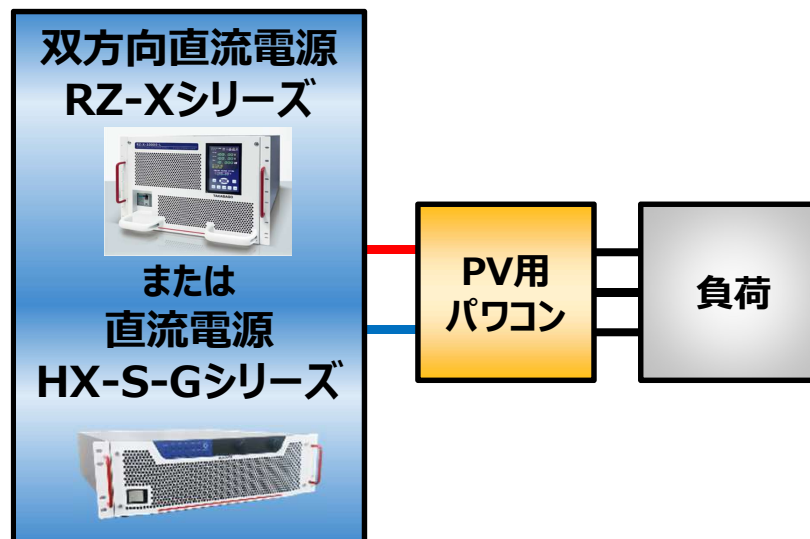 双方向直流電源
RZ-Xシリーズ
TAKASAGO
または
直流電源
HX-S-Gシリーズ
PV用
パワコン
負荷